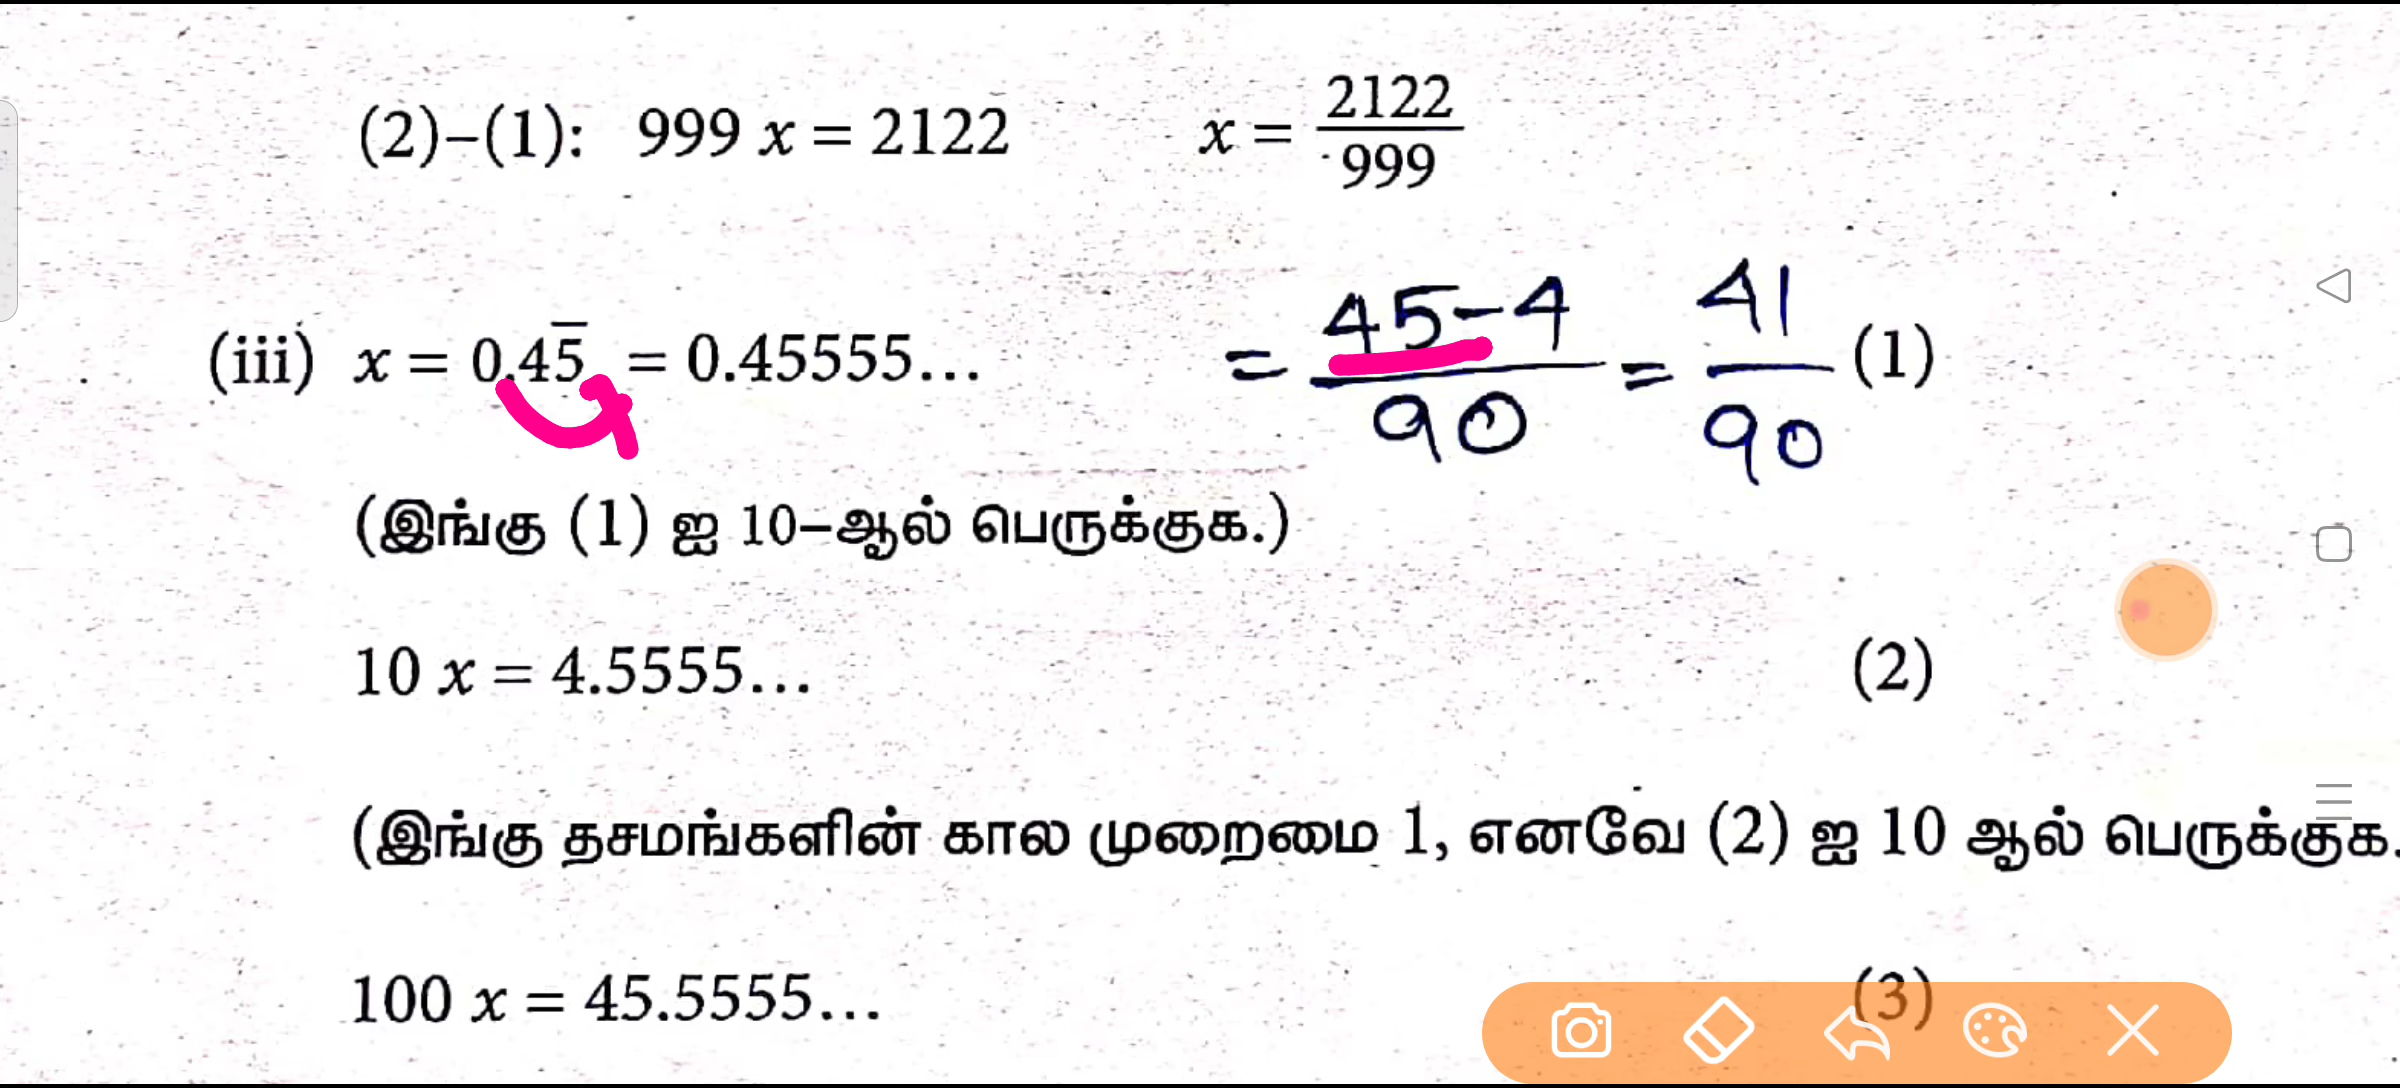 (2)–(1): 999 x = 2122 x = 2122/999
(iii) x = 0.45̅ = 0.45555... = 45-4/90 = 41/90 (1)
(இங்கு (1) ஐ 10–ஆல் பெருக்குக.)
10 x = 4.5555... (2)
(இங்கு தசமங்களின் கால முறைமை 1, எனவே (2) ஐ 10 ஆல் பெருக்குக.
100 x = 45.5555... (3)